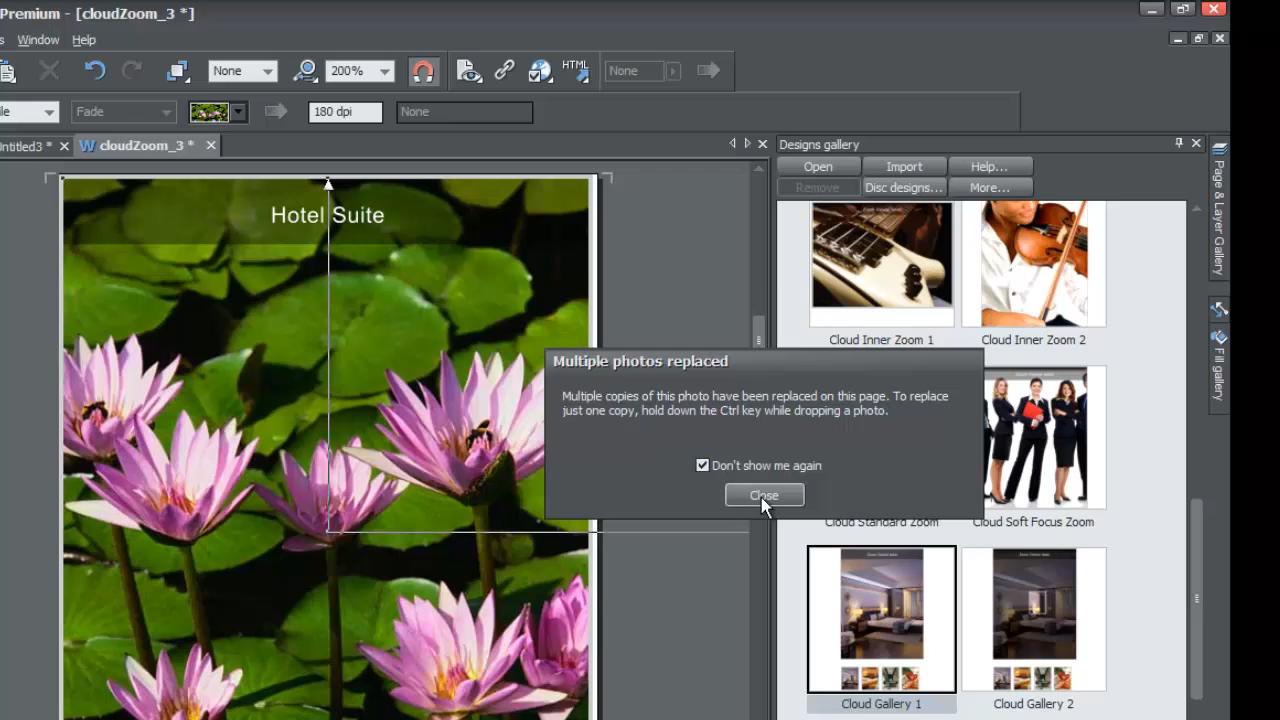 Premium - [cloudZoom_3 *]
s Window Help
None 200% HTML None
le Fade 180 dpi None
ntitled3 * cloudZoom_3 *
Designs gallery
Open Import Help...
Remove Disc designs... More...
Hotel Suite
Cloud Inner Zoom 1 Cloud Inner Zoom 2
Multiple photos replaced
Multiple copies of this photo have been replaced on this page. To replace
just one copy, hold down the Ctrl key while dropping a photo.
Don't show me again
Close
Cloud Standard Zoom Cloud Soft Focus Zoom
Cloud Gallery 1 Cloud Gallery 2
Page & Layer Gallery
Fill gallery